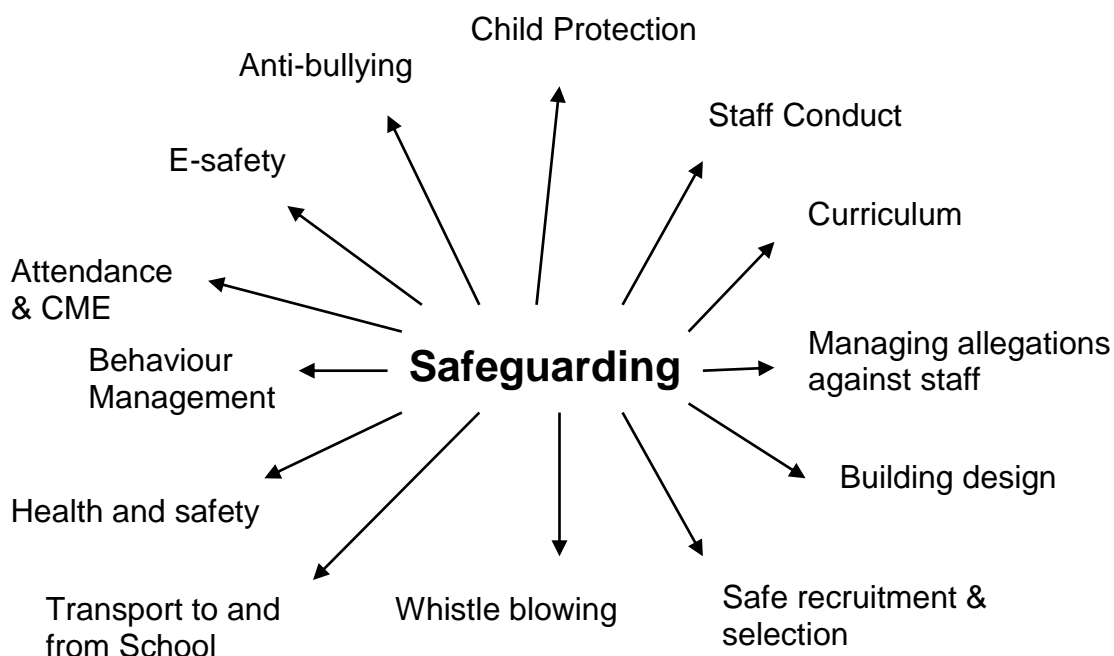 Child Protection
Anti-bullying
Staff Conduct
E-safety
Curriculum
Attendance
& CME
Managing allegations
against staff
Behaviour
Management
Safeguarding
Building design
Health and safety
Transport to and
from School
Whistle blowing
Safe recruitment &
selection